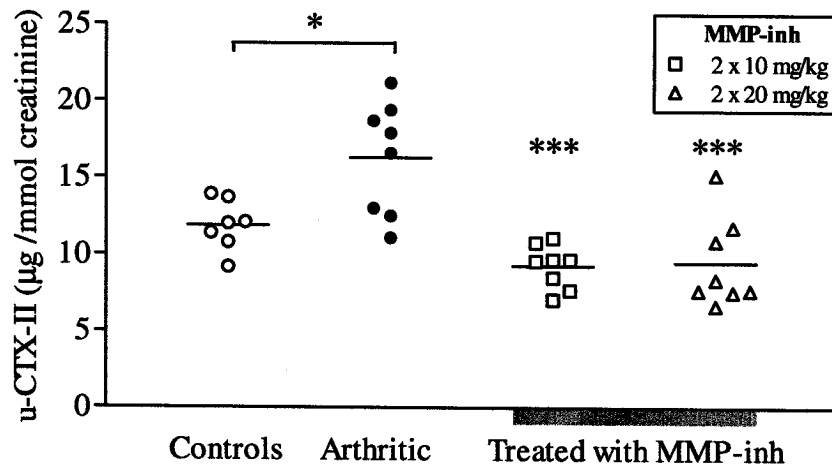 25
20
15
10
5
0
u-CTX-II (µg /mmol creatinine)
*
MMP-inh
2 x 10 mg/kg
2 x 20 mg/kg
***
***
Controls
Arthritic
Treated with MMP-inh